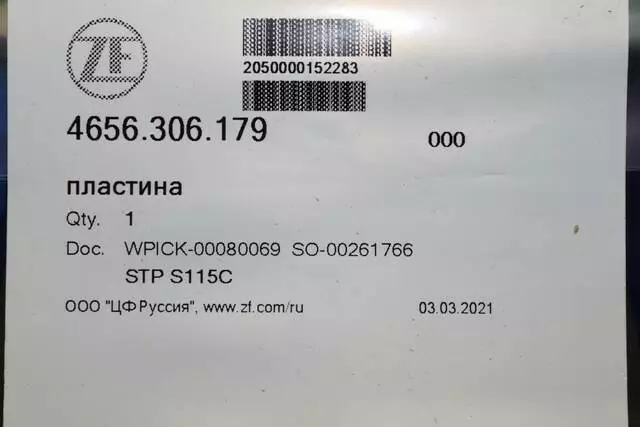 ZF
2050000152283
4656.306.179
000
пластина
Qty. 1
Doc. WPICK-00080069 SO-00261766
STP S115C
ООО "ЦФ Руссия", www.zf.com/ru 03.03.2021